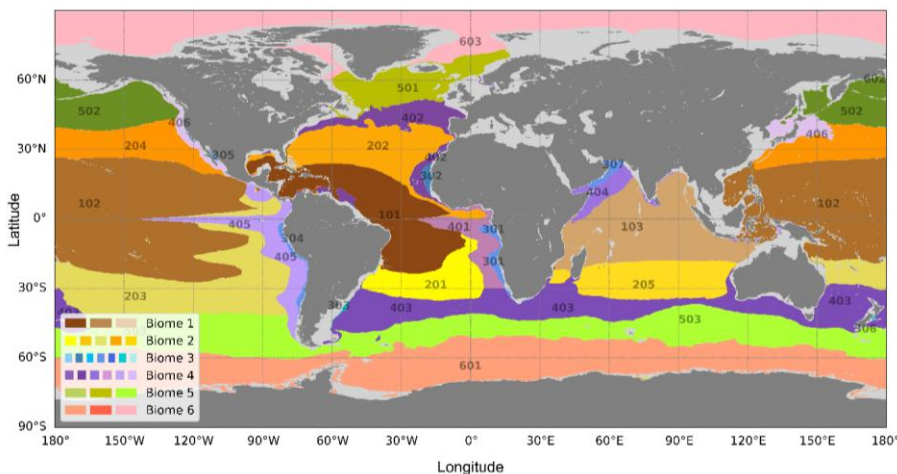 603
60°N
501
602
502
502
402
406
406
30°N
204
305
202
402
307
302
404
102
101
102
Latitude
0°
405
401
103
304
301
405
301
30°S
203
201
205
403
403
403
503
306
Biome 1
Biome 2
Biome 3
Biome 4
Biome 5
Biome 6
60°S
601
90°S
180°
150°W
120°W
90°W
60°W
30°W
0°
30°E
60°E
90°E
120°E
150°E
180°
Longitude